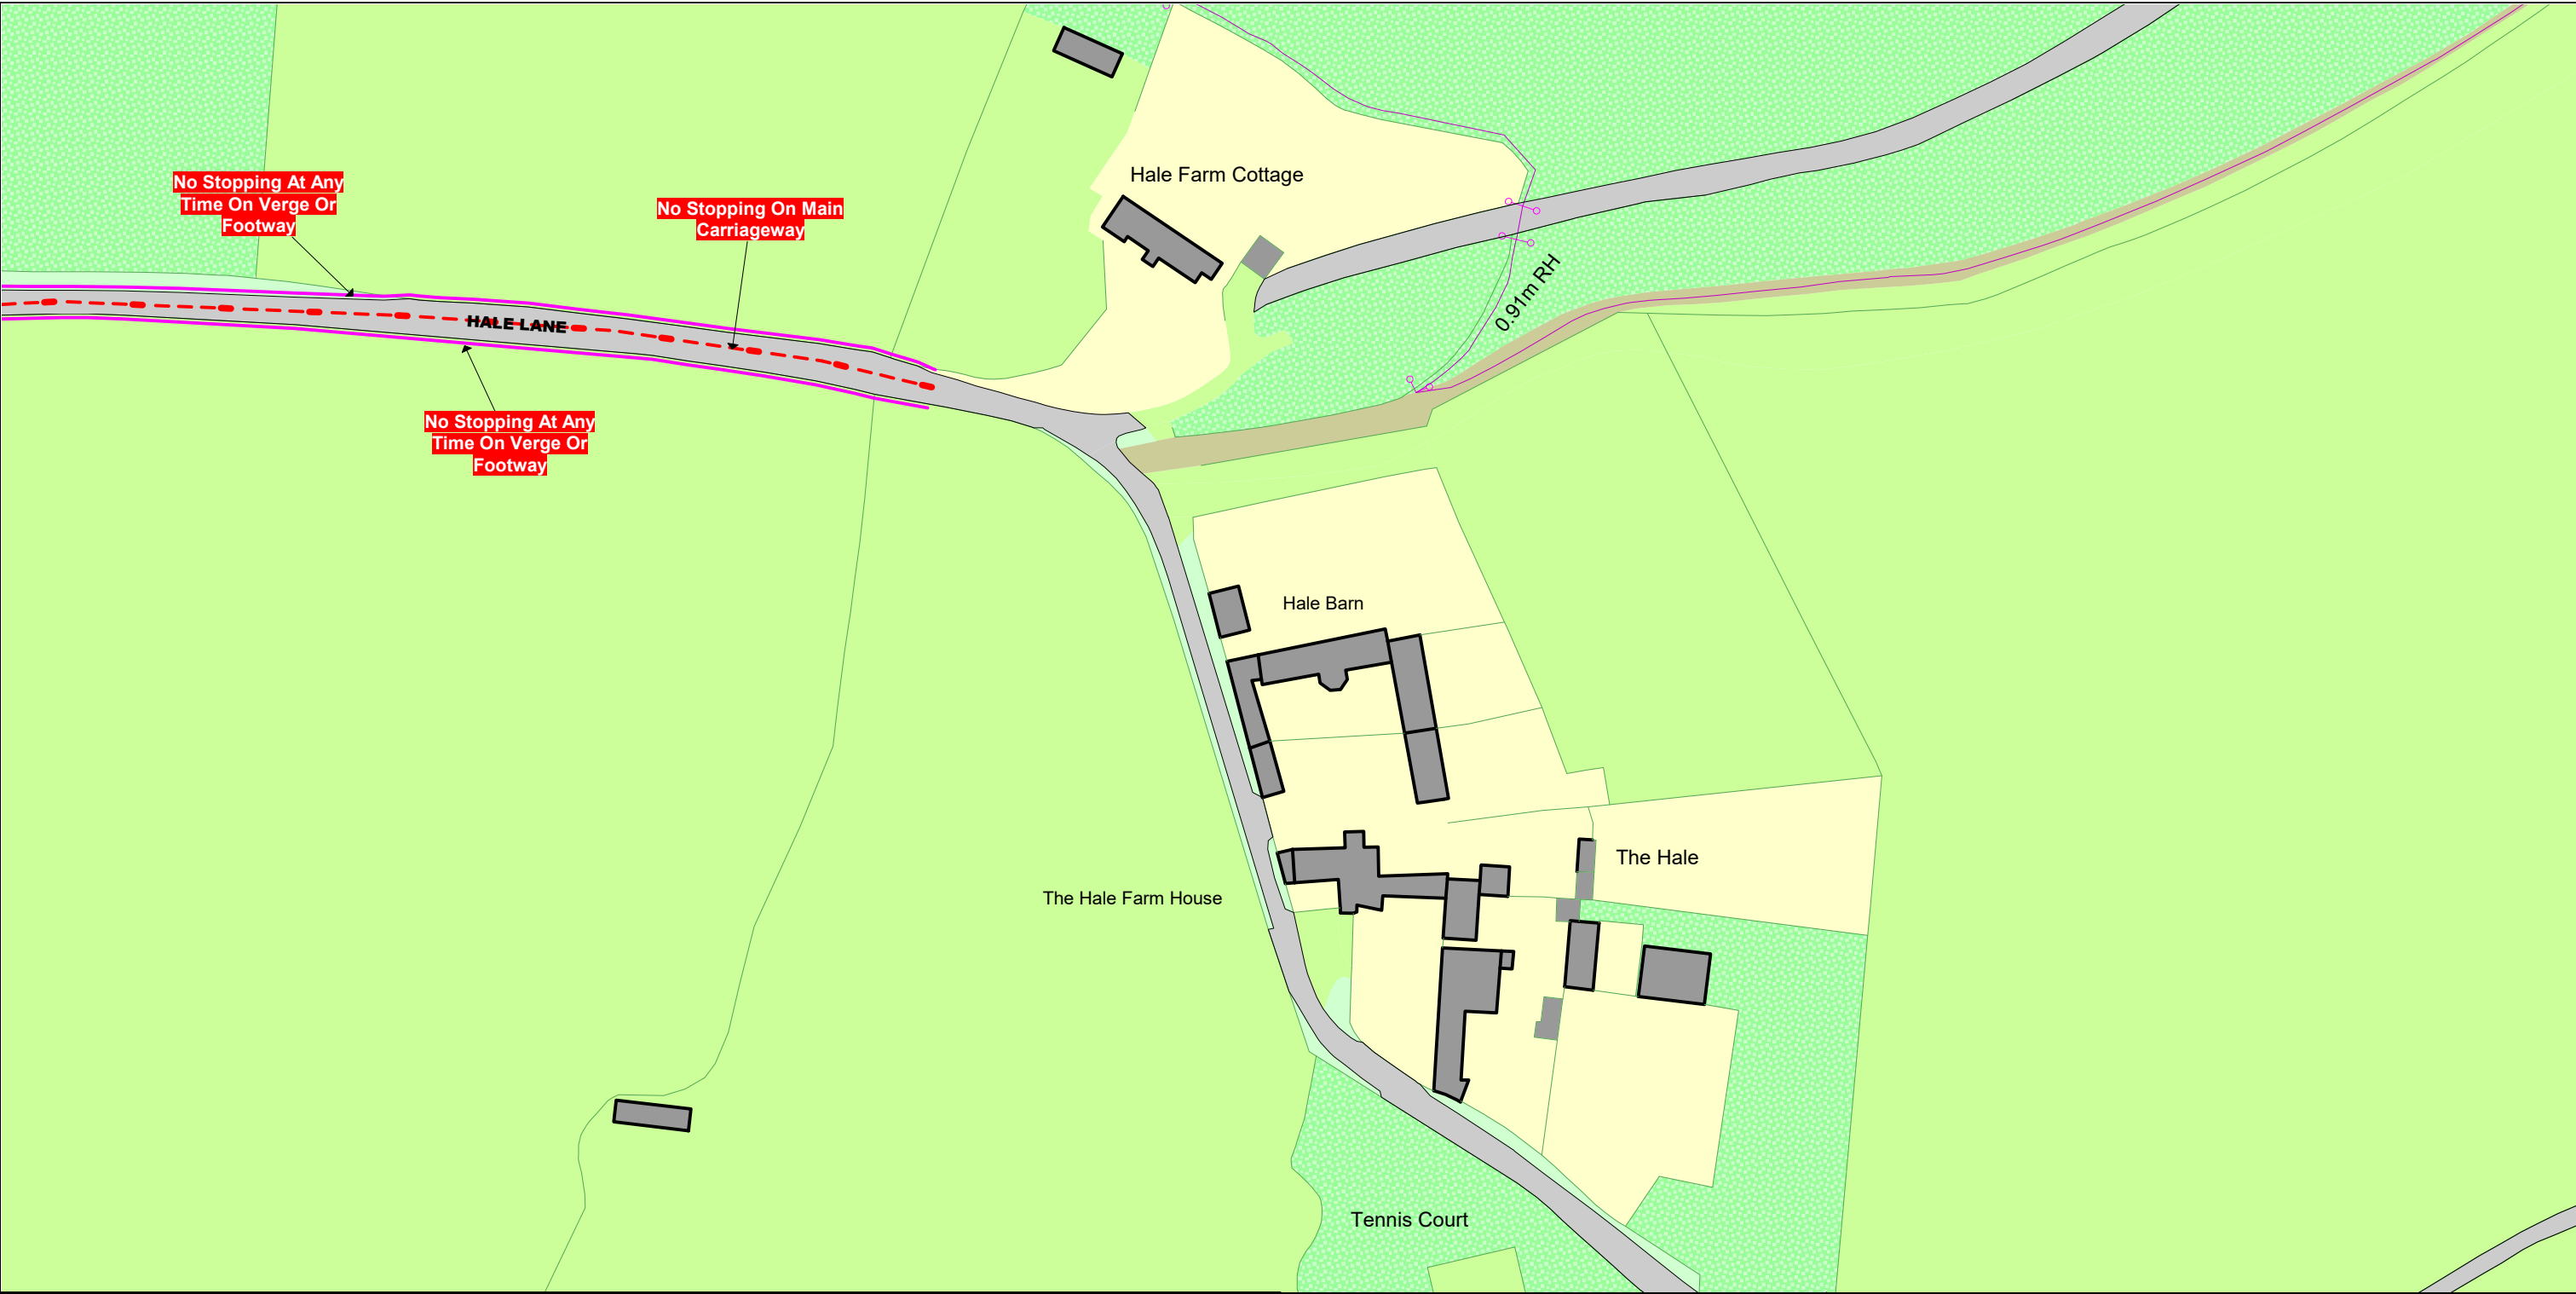 Hale Farm Cottage
No Stopping At Any
Time On Verge Or
Footway
No Stopping On Main
Carriageway
0.91m RH
HALE LANE
No Stopping At Any
Time On Verge Or
Footway
Hale Barn
The Hale
The Hale Farm House
Tennis Court